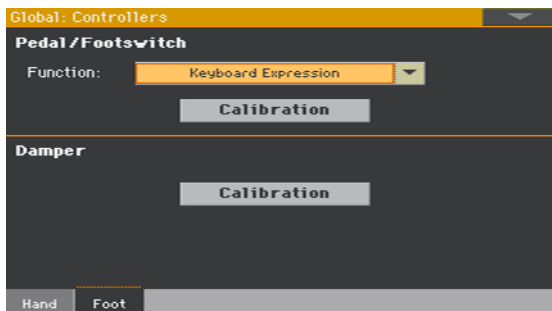 Global: Controllers
Pedal/Footswitch
Function: Keyboard Expression
Calibration
Damper
Calibration
Hand Foot